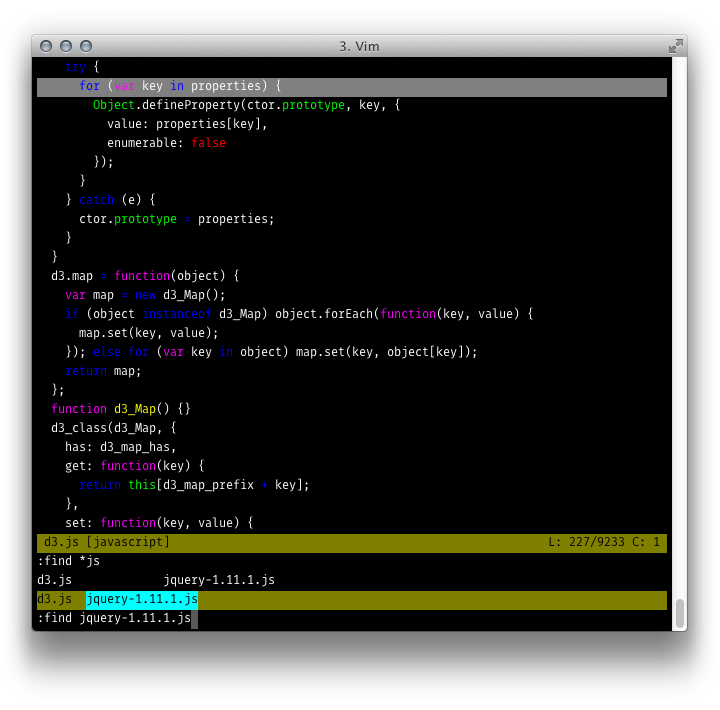 3. Vim
try {
for (var key in properties) {
Object.defineProperty(ctor.prototype, key, {
value: properties[key],
enumerable: false
});
}
} catch (e) {
ctor.prototype = properties;
}
}
d3.map = function(object) {
var map = new d3_Map();
if (object instanceof d3_Map) object.forEach(function(key, value) {
map.set(key, value);
}); else for (var key in object) map.set(key, object[key]);
return map;
};
function d3_Map() {}
d3_class(d3_Map, {
has: d3_map_has,
get: function(key) {
return this[d3_map_prefix + key];
},
set: function(key, value) {
d3.js [javascript] L: 227/9233 C: 1
:find *js
d3.js jquery-1.11.1.js
d3.js jquery-1.11.1.js
:find jquery-1.11.1.js